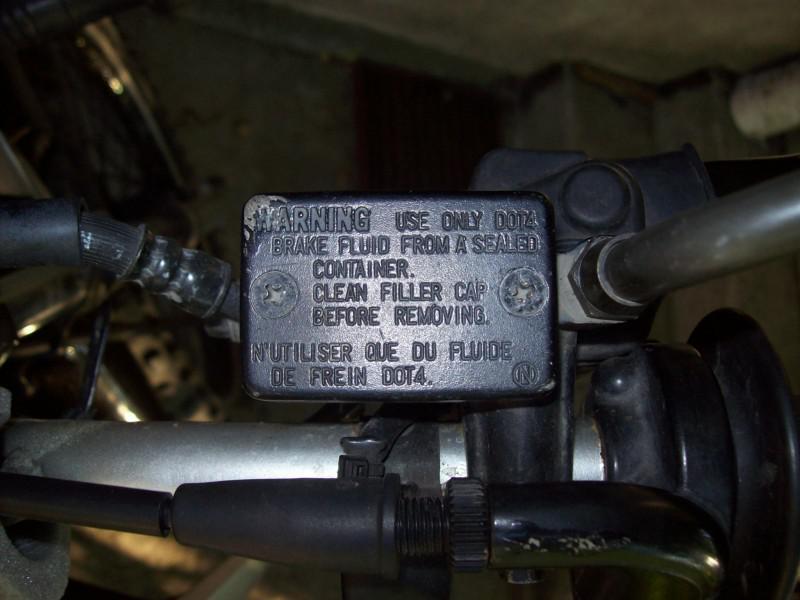 WARNING USE ONLY DOT4
BRAKE FLUID FROM A SEALED
CONTAINER.
CLEAN FILLER CAP
BEFORE REMOVING.
N'UTILISER QUE DU FLUIDE
DE FREIN DOT4. N